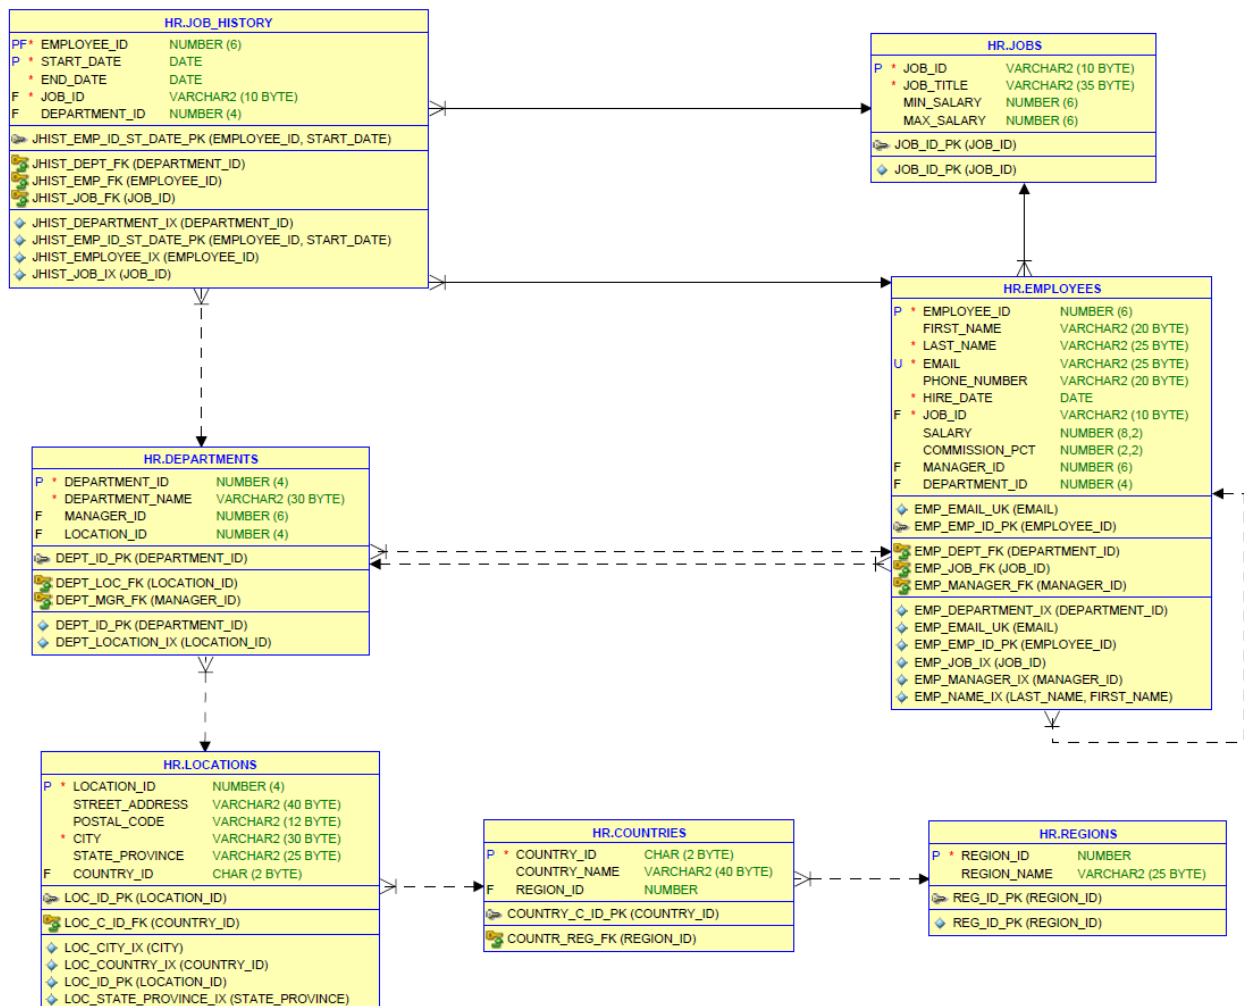 HR.JOB_HISTORY
PF* EMPLOYEE_ID NUMBER (6)
P * START_DATE DATE
* END_DATE DATE
F * JOB_ID VARCHAR2 (10 BYTE)
F DEPARTMENT_ID NUMBER (4)
JHIST_EMP_ID_ST_DATE_PK (EMPLOYEE_ID, START_DATE)
JHIST_DEPT_FK (DEPARTMENT_ID)
JHIST_EMP_FK (EMPLOYEE_ID)
JHIST_JOB_FK (JOB_ID)
JHIST_DEPARTMENT_IX (DEPARTMENT_ID)
JHIST_EMP_ID_ST_DATE_PK (EMPLOYEE_ID, START_DATE)
JHIST_EMPLOYEE_IX (EMPLOYEE_ID)
JHIST_JOB_IX (JOB_ID)
HR.JOBS
P * JOB_ID VARCHAR2 (10 BYTE)
* JOB_TITLE VARCHAR2 (35 BYTE)
MIN_SALARY NUMBER (6)
MAX_SALARY NUMBER (6)
JOB_ID_PK (JOB_ID)
JOB_ID_PK (JOB_ID)
HR.EMPLOYEES
P * EMPLOYEE_ID NUMBER (6)
FIRST_NAME VARCHAR2 (20 BYTE)
* LAST_NAME VARCHAR2 (25 BYTE)
U * EMAIL VARCHAR2 (25 BYTE)
PHONE_NUMBER VARCHAR2 (20 BYTE)
* HIRE_DATE DATE
F * JOB_ID VARCHAR2 (10 BYTE)
SALARY NUMBER (8,2)
COMMISSION_PCT NUMBER (2,2)
F MANAGER_ID NUMBER (6)
F DEPARTMENT_ID NUMBER (4)
EMP_EMAIL_UK (EMAIL)
EMP_EMP_ID_PK (EMPLOYEE_ID)
EMP_DEPT_FK (DEPARTMENT_ID)
EMP_JOB_FK (JOB_ID)
EMP_MANAGER_FK (MANAGER_ID)
EMP_DEPARTMENT_IX (DEPARTMENT_ID)
EMP_EMAIL_UK (EMAIL)
EMP_EMP_ID_PK (EMPLOYEE_ID)
EMP_JOB_IX (JOB_ID)
EMP_MANAGER_IX (MANAGER_ID)
EMP_NAME_IX (LAST_NAME, FIRST_NAME)
HR.DEPARTMENTS
P * DEPARTMENT_ID NUMBER (4)
* DEPARTMENT_NAME VARCHAR2 (30 BYTE)
F MANAGER_ID NUMBER (6)
F LOCATION_ID NUMBER (4)
DEPT_ID_PK (DEPARTMENT_ID)
DEPT_LOC_FK (LOCATION_ID)
DEPT_MGR_FK (MANAGER_ID)
DEPT_ID_PK (DEPARTMENT_ID)
DEPT_LOCATION_IX (LOCATION_ID)
HR.LOCATIONS
P * LOCATION_ID NUMBER (4)
STREET_ADDRESS VARCHAR2 (40 BYTE)
POSTAL_CODE VARCHAR2 (12 BYTE)
* CITY VARCHAR2 (30 BYTE)
STATE_PROVINCE VARCHAR2 (25 BYTE)
F COUNTRY_ID CHAR (2 BYTE)
LOC_ID_PK (LOCATION_ID)
LOC_C_ID_FK (COUNTRY_ID)
LOC_CITY_IX (CITY)
LOC_COUNTRY_IX (COUNTRY_ID)
LOC_ID_PK (LOCATION_ID)
LOC_STATE_PROVINCE_IX (STATE_PROVINCE)
HR.COUNTRIES
P * COUNTRY_ID CHAR (2 BYTE)
COUNTRY_NAME VARCHAR2 (40 BYTE)
F REGION_ID NUMBER
COUNTRY_C_ID_PK (COUNTRY_ID)
COUNTR_REG_FK (REGION_ID)
HR.REGIONS
P * REGION_ID NUMBER
REGION_NAME VARCHAR2 (25 BYTE)
REG_ID_PK (REGION_ID)
REG_ID_PK (REGION_ID)